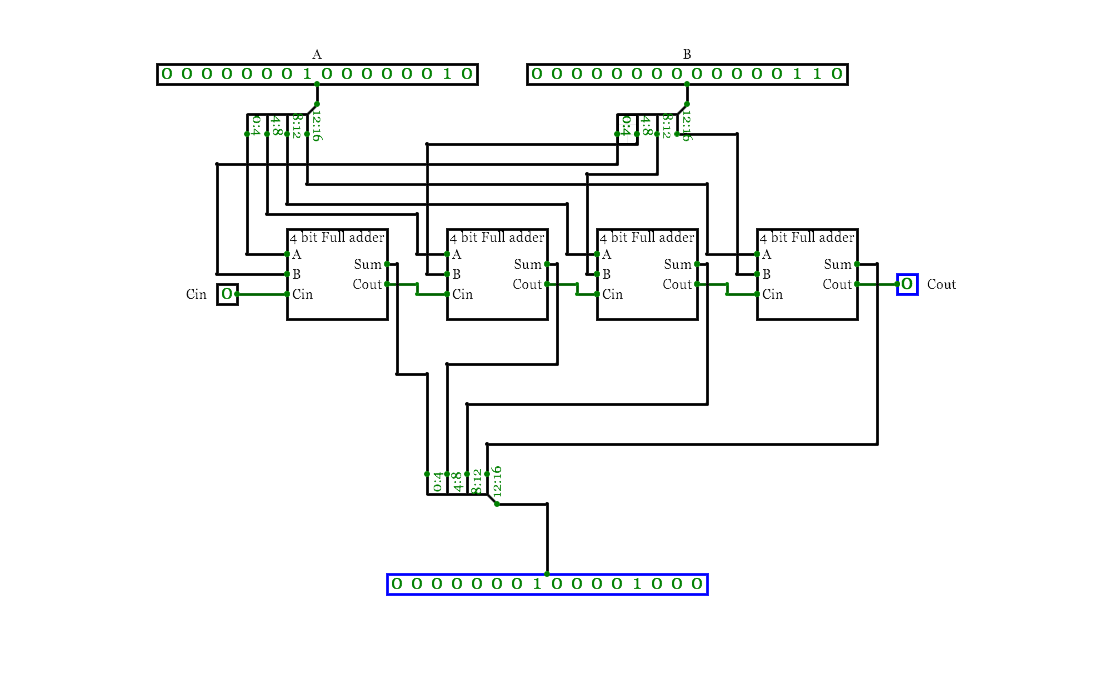 A B
0 0 0 0 0 0 0 1 0 0 0 0 0 0 1 0 0 0 0 0 0 0 0 0 0 0 0 0 0 1 1 0
0:4 4:8 8:12 12:16 0:4 4:8 8:12 12:16
4 bit Full adder 4 bit Full adder 4 bit Full adder 4 bit Full adder
A A A A
Sum Sum Sum Sum
B B B B
Cout Cout Cout Cout 0 Cout
Cin 0 Cin Cin Cin Cin
0:4 4:8 8:12 12:16
0 0 0 0 0 0 0 1 0 0 0 0 1 0 0 0